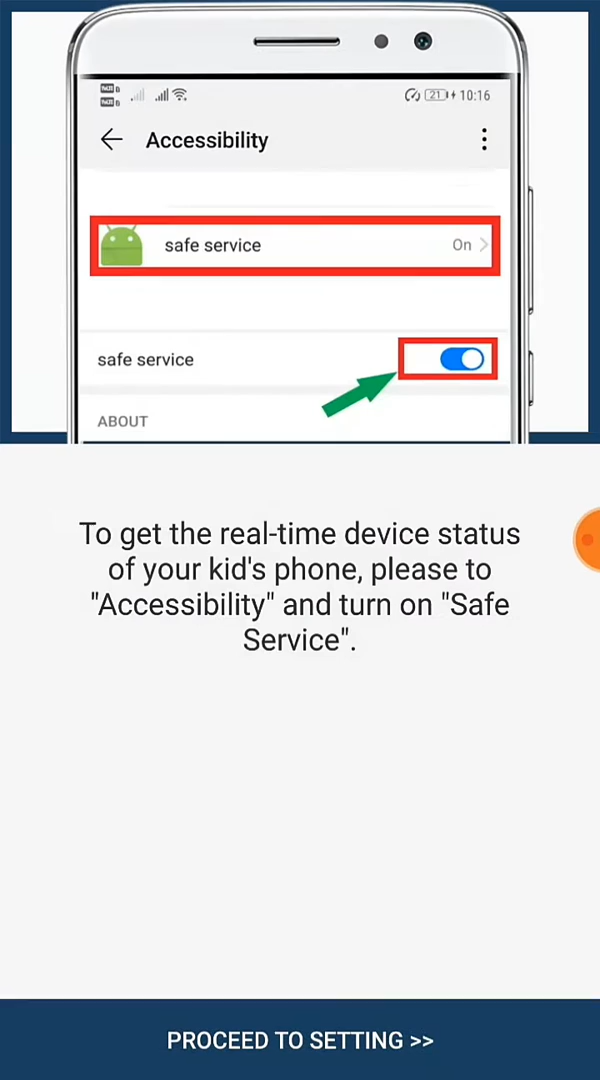 21 10:16
Accessibility
safe service On
safe service
ABOUT
To get the real-time device status
of your kid's phone, please to
"Accessibility" and turn on "Safe
Service".
PROCEED TO SETTING >>